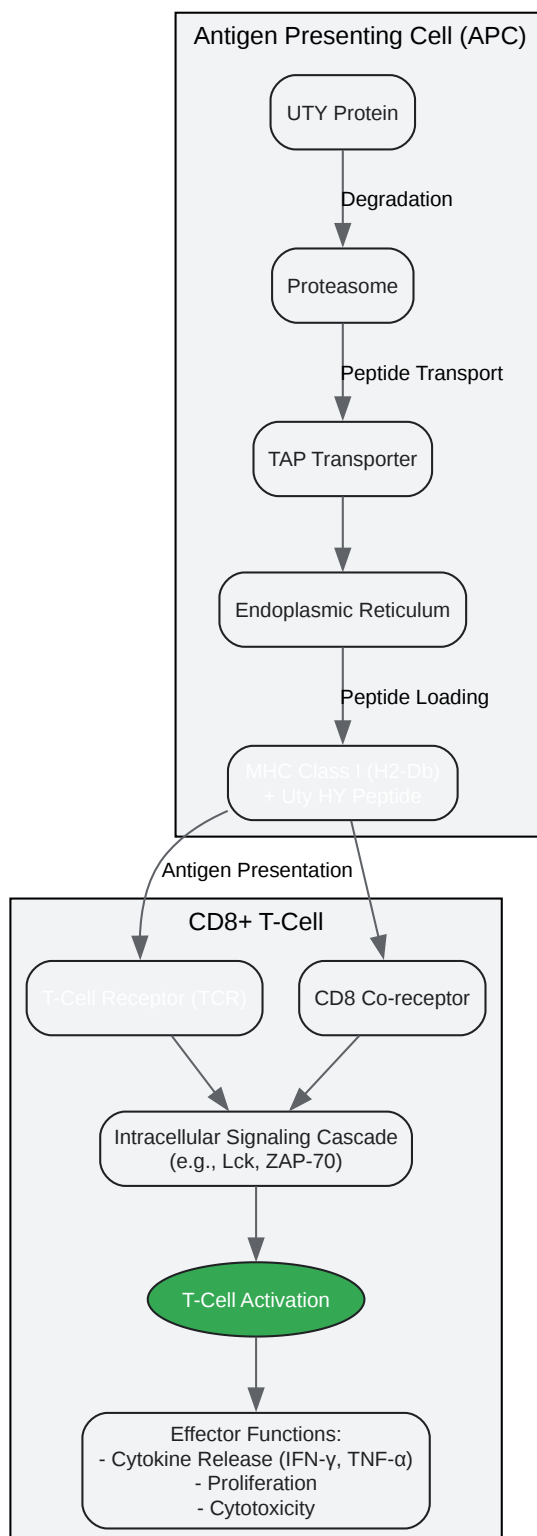 Antigen Presenting Cell (APC)
UTY Protein
Degradation
Proteasome
Peptide Transport
TAP Transporter
Endoplasmic Reticulum
Peptide Loading
MHC Class I (H2-Db)
+ Uty HY Peptide
Antigen Presentation
CD8+ T-Cell
T-Cell Receptor (TCR)
CD8 Co-receptor
Intracellular Signaling Cascade
(e.g., Lck, ZAP-70)
T-Cell Activation
Effector Functions:
- Cytokine Release (IFN-γ, TNF-α)
- Proliferation
- Cytotoxicity